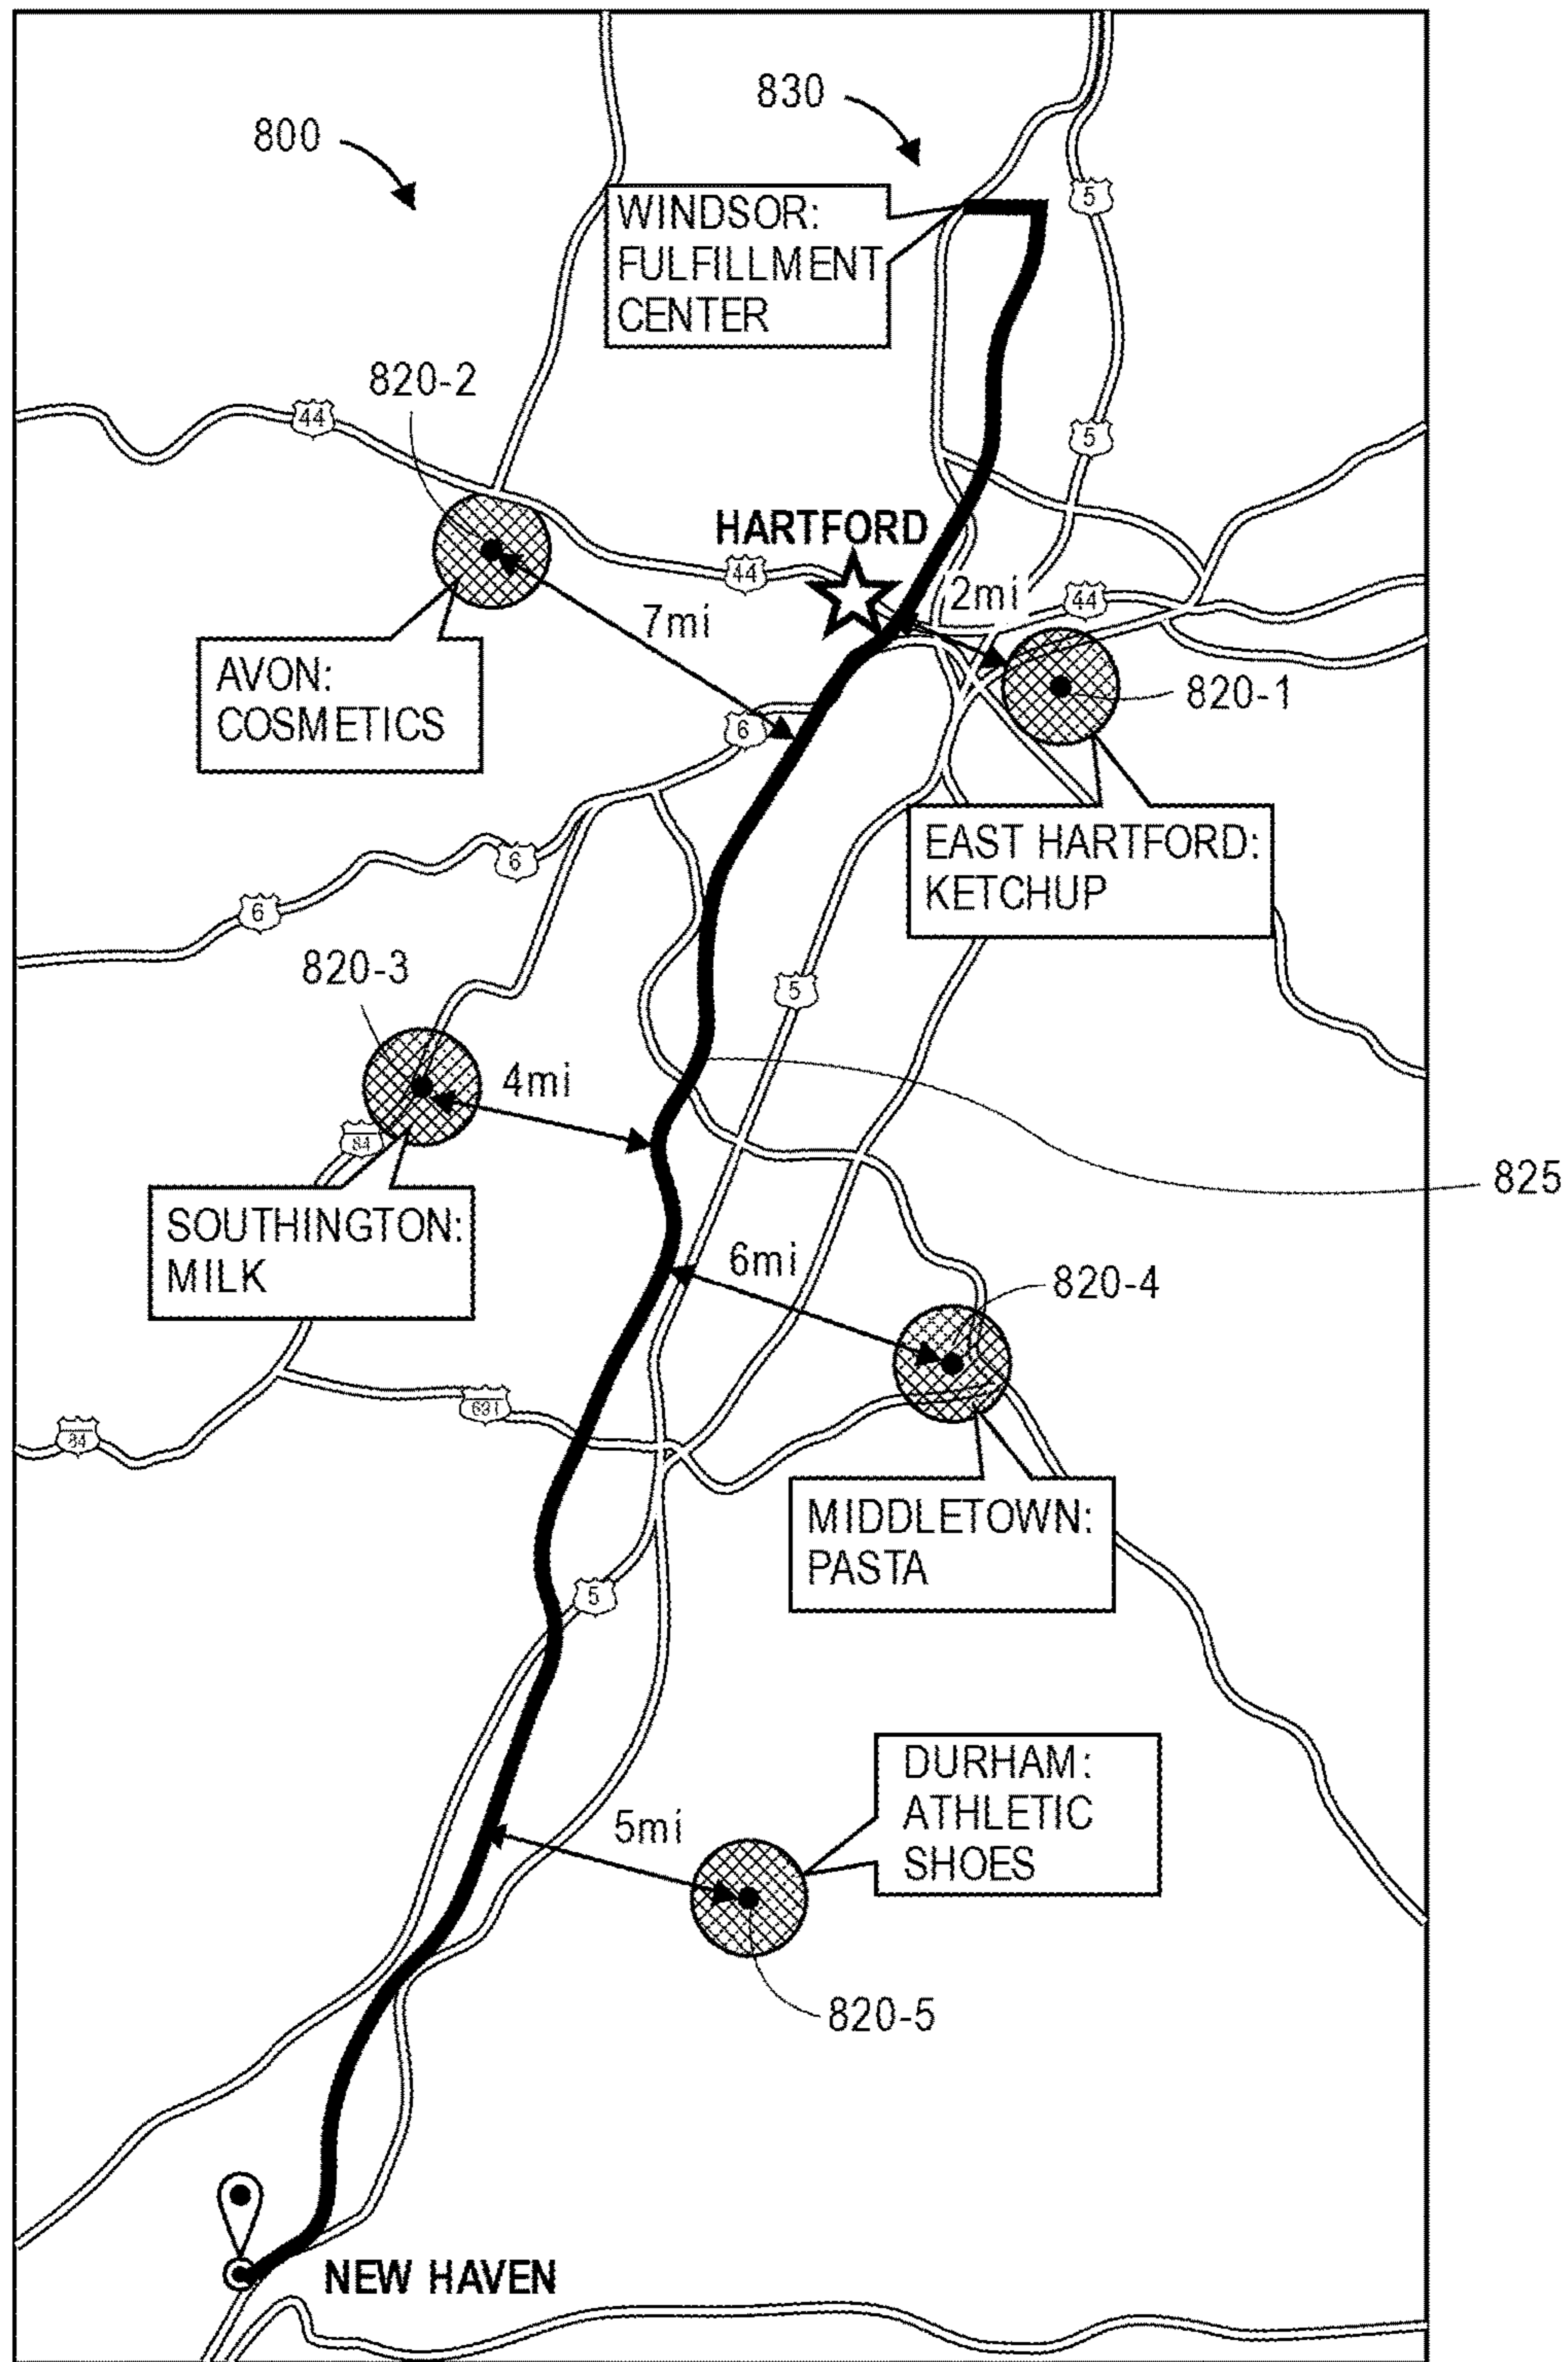 830
800
5
WINDSOR:
FULFILLMENT
CENTER
820-2
44
5
HARTFORD
44
2mi
44
7mi
AVON:
COSMETICS
820-1
6
EAST HARTFORD:
KETCHUP
6
6
820-3
5
4mi
84
825
SOUTHINGTON:
MILK
6mi
820-4
691
84
MIDDLETOWN:
PASTA
5
DURHAM:
ATHLETIC
SHOES
5mi
820-5
NEW HAVEN